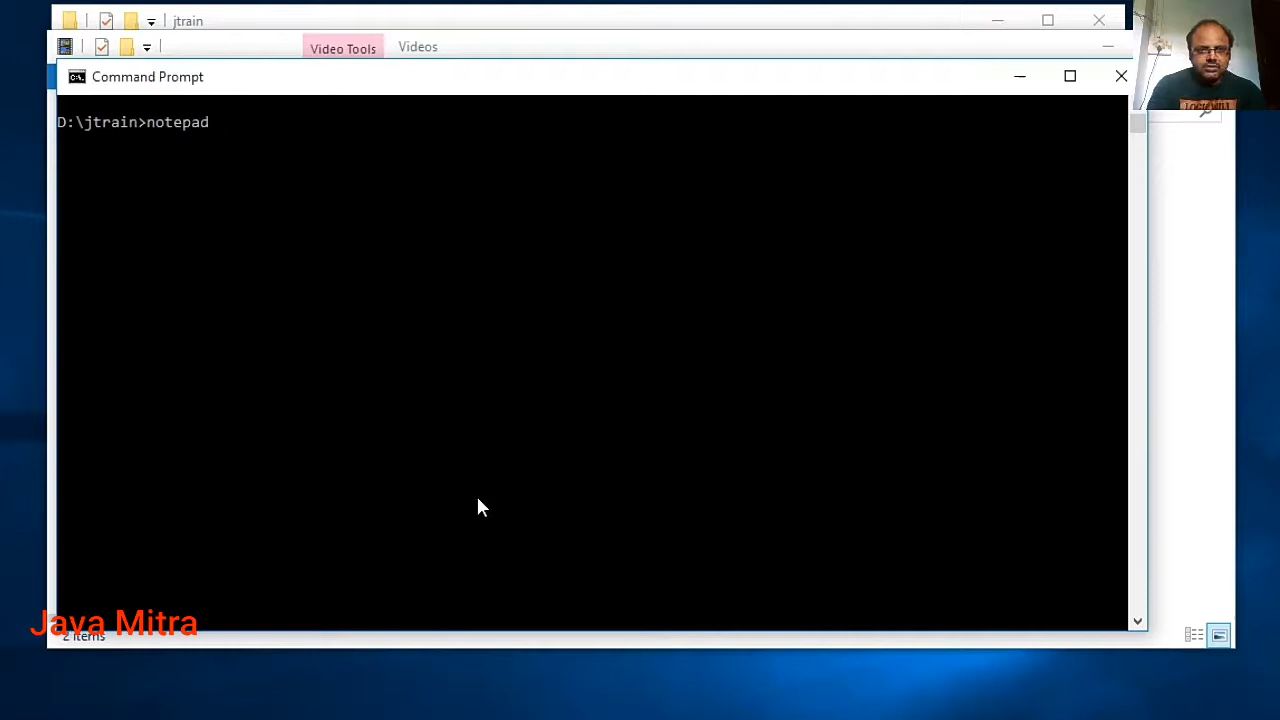 jtrain
Video Tools
Videos
Command Prompt
D:\jtrain>notepad
Java Mitra
2 items